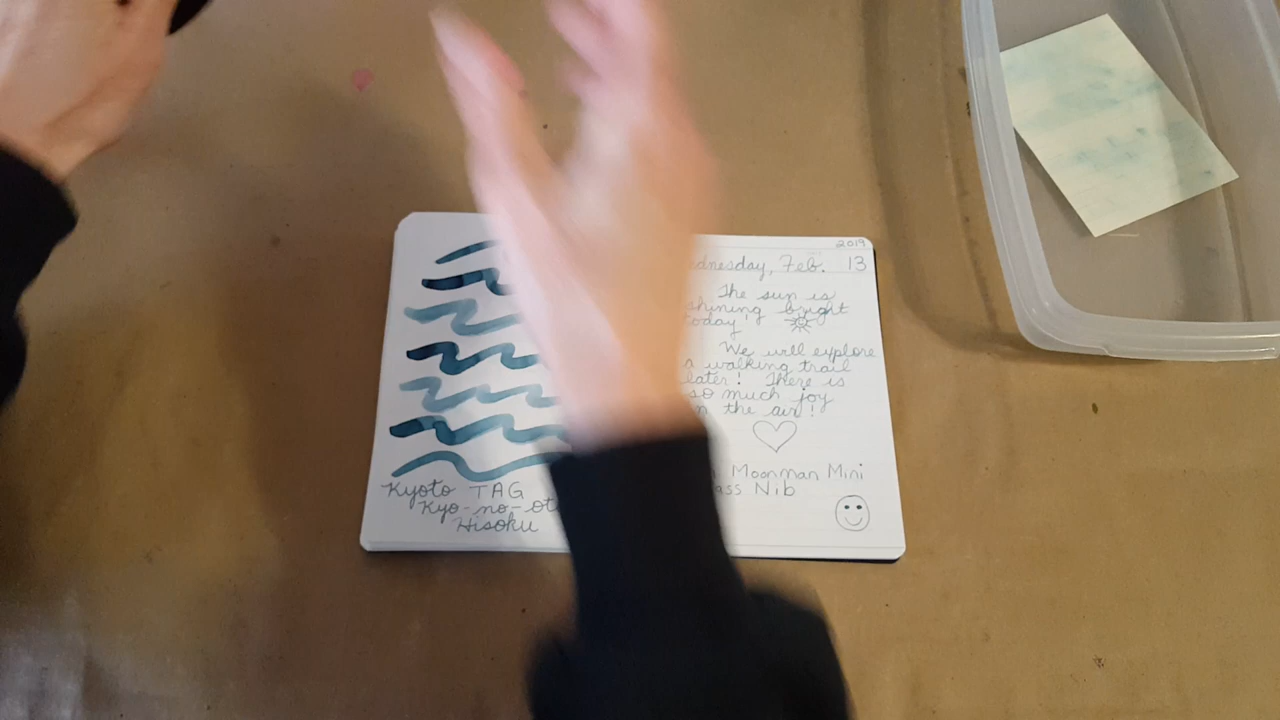 Kyoto TAG
Kyo-no-oto
Hisoku
2019
Feb. 13
The sun is
shining bright
today!
We will explore
a walking trail
later! There is
so much joy
in the air!
Moonman Mini
Nib